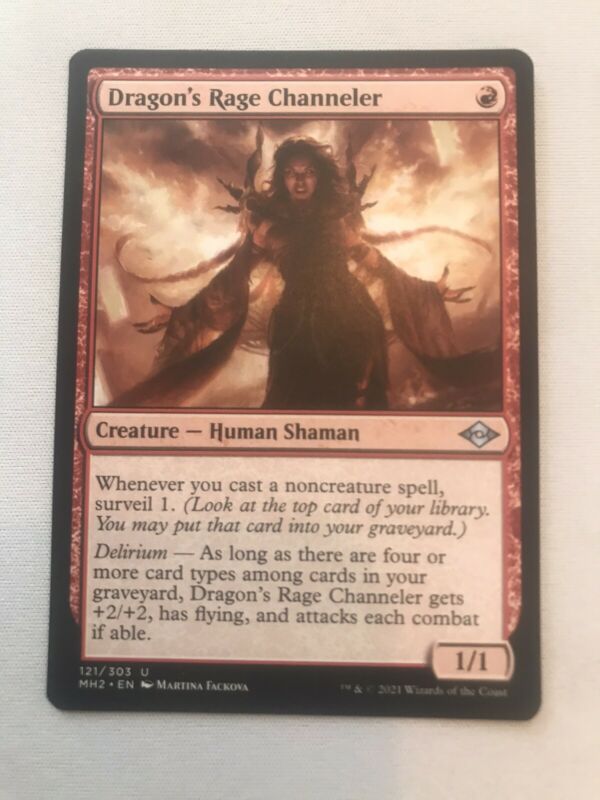 Dragon's Rage Channeler
Creature — Human Shaman
Whenever you cast a noncreature spell,
surveil 1. (Look at the top card of your library.
You may put that card into your graveyard.)
Delirium — As long as there are four or
more card types among cards in your
graveyard, Dragon's Rage Channeler gets
+2/+2, has flying, and attacks each combat
if able.
1/1
121/303 U
MH2 • EN Martina Fackova
™ & © 2021 Wizards of the Coast